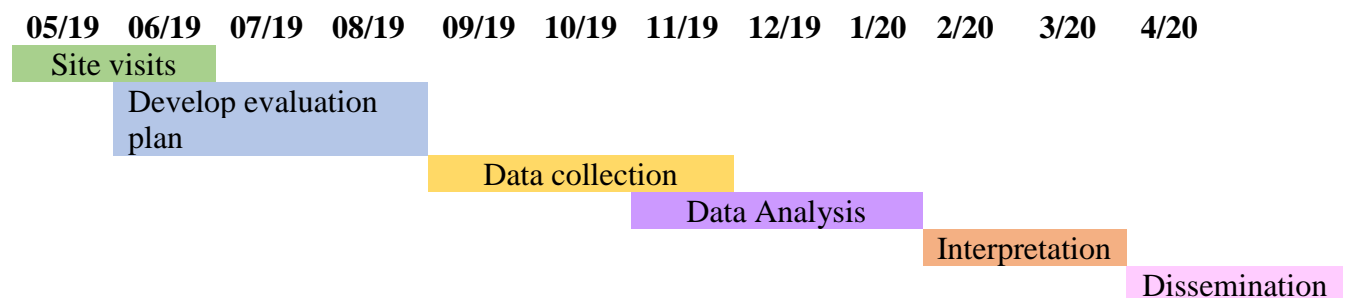 05/19 06/19 07/19 08/19 09/19 10/19 11/19 12/19 1/20 2/20 3/20 4/20
Site visits
Develop evaluation
plan
Data collection
Data Analysis
Interpretation
Dissemination